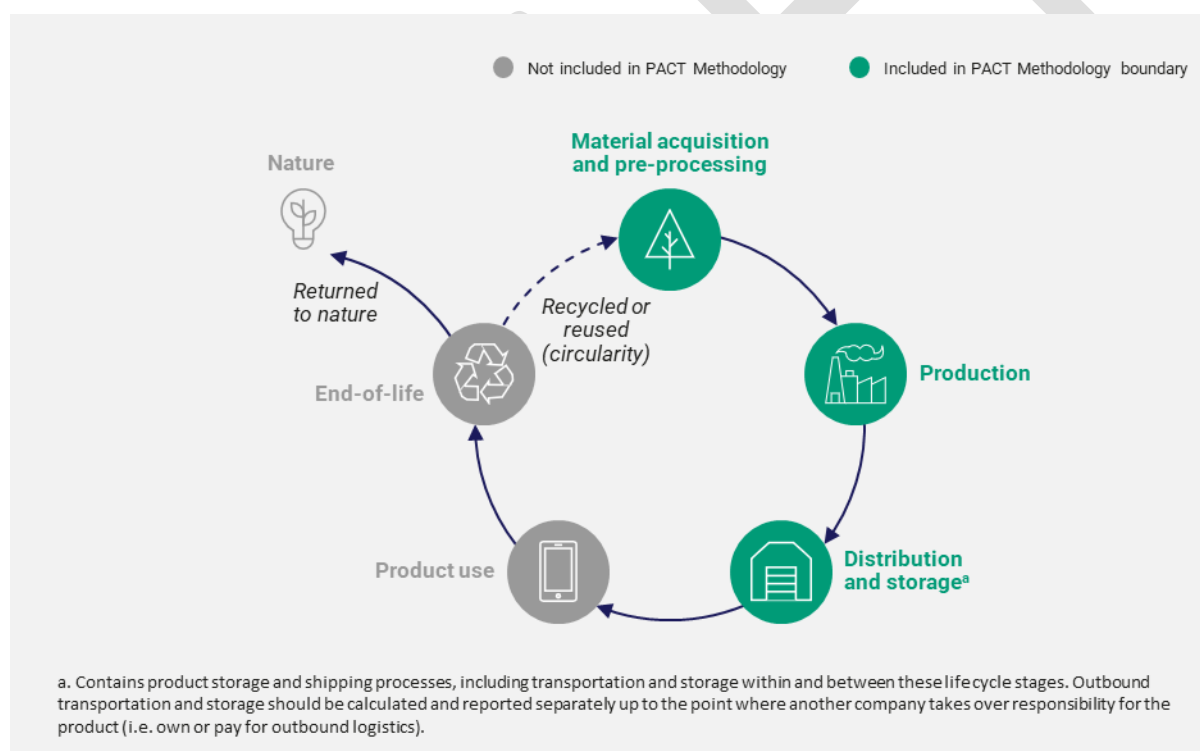 Not included in PACT Methodology
Included in PACT Methodology boundary
Material acquisition
and pre-processing
Nature
Returned
to nature
Recycled or
reused
(circularity)
Production
End-of-life
Distribution
and storageᵃ
Product use
a. Contains product storage and shipping processes, including transportation and storage within and between these life cycle stages. Outbound
transportation and storage should be calculated and reported separately up to the point where another company takes over responsibility for the
product (i.e. own or pay for outbound logistics).